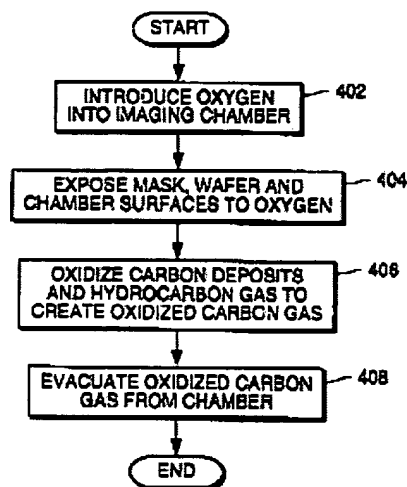 START
INTRODUCE OXYGEN
INTO IMAGING CHAMBER
402
EXPOSE MASK, WAFER AND
CHAMBER SURFACES TO OXYGEN
404
OXIDIZE CARBON DEPOSITS
AND HYDROCARBON GAS TO
CREATE OXIDIZED CARBON GAS
406
EVACUATE OXIDIZED CARBON
GAS FROM CHAMBER
408
END